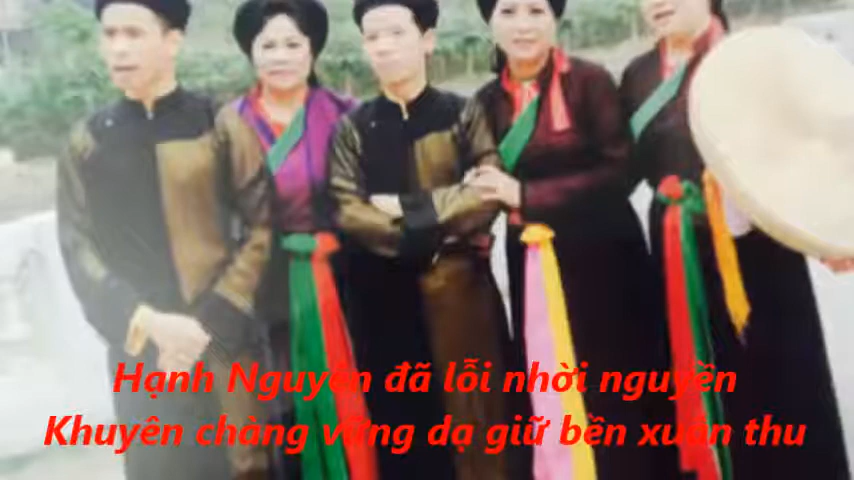 Hạnh Nguyên đã lỗi nhời nguyền
Khuyên chàng vững dạ giữ bền xuân thu